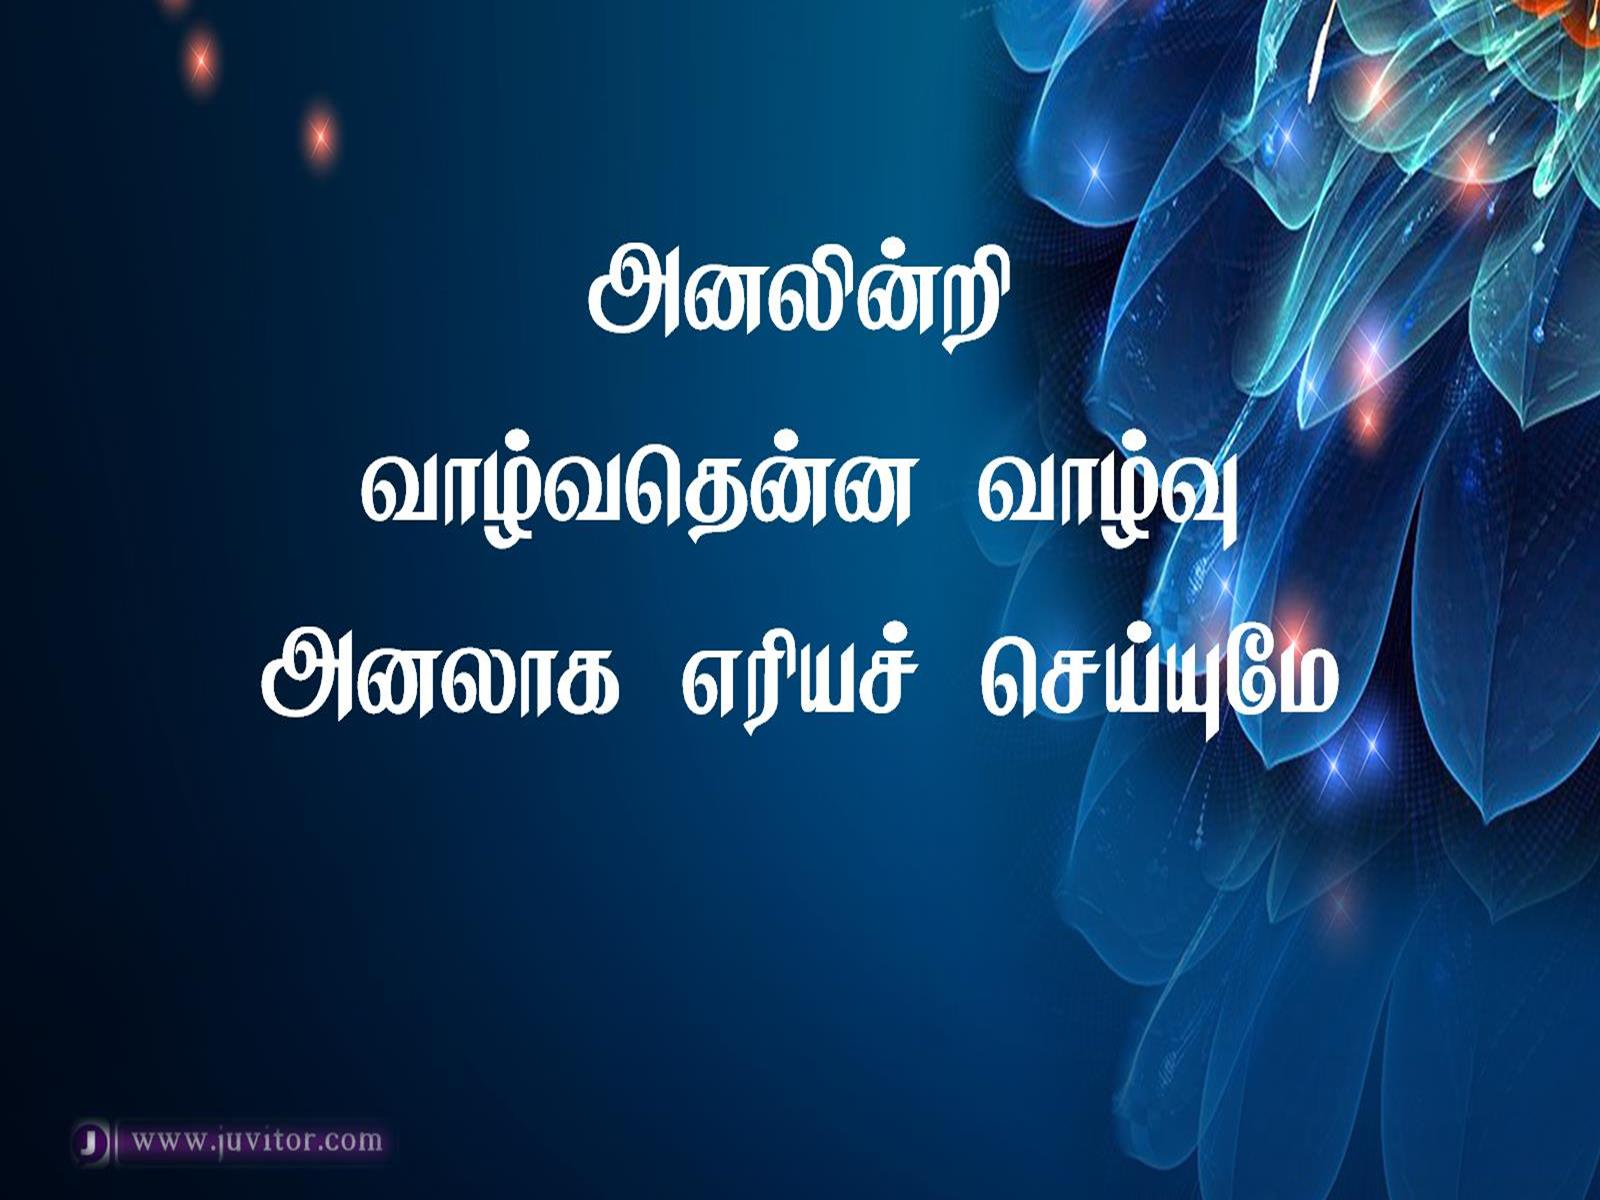 அனலின்றி
வாழ்வதென்ன வாழ்வு
அனலாக எரியச் செய்யுமே
J www.juvitor.com